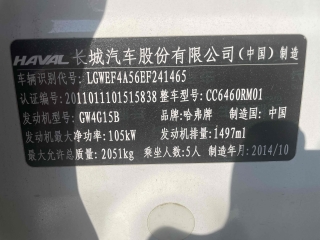 HAVAL 长城汽车股份有限公司(中国)制造
车辆识别代号: LGWEF4A56EF241465
认证编号: 2011011101515838 整车型号: CC6460RM01
发动机型号: GW4G15B 品牌: 哈弗牌 制造国: 中国
发动机最大净功率: 105kW 发动机排量: 1497ml
最大允许总质量: 2051kg 乘坐人数: 5人 制造年月: 2014/10